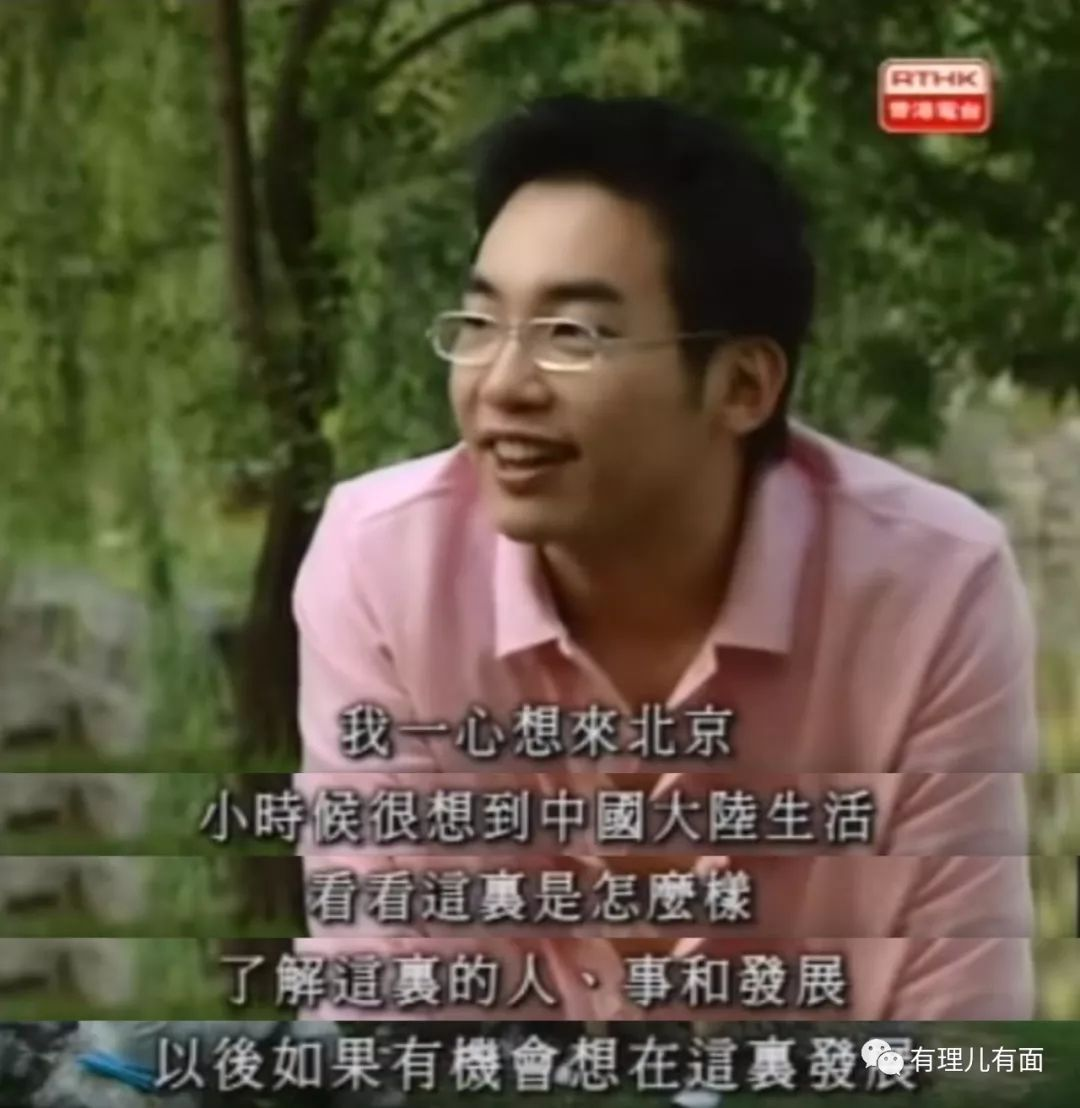 RTHK
香港電台
我一心想來北京
小時候很想到中國大陸生活
看看這裏是怎麼樣
了解這裏的人、事和發展
以後如果有機會想在這裏發展
有理儿有面